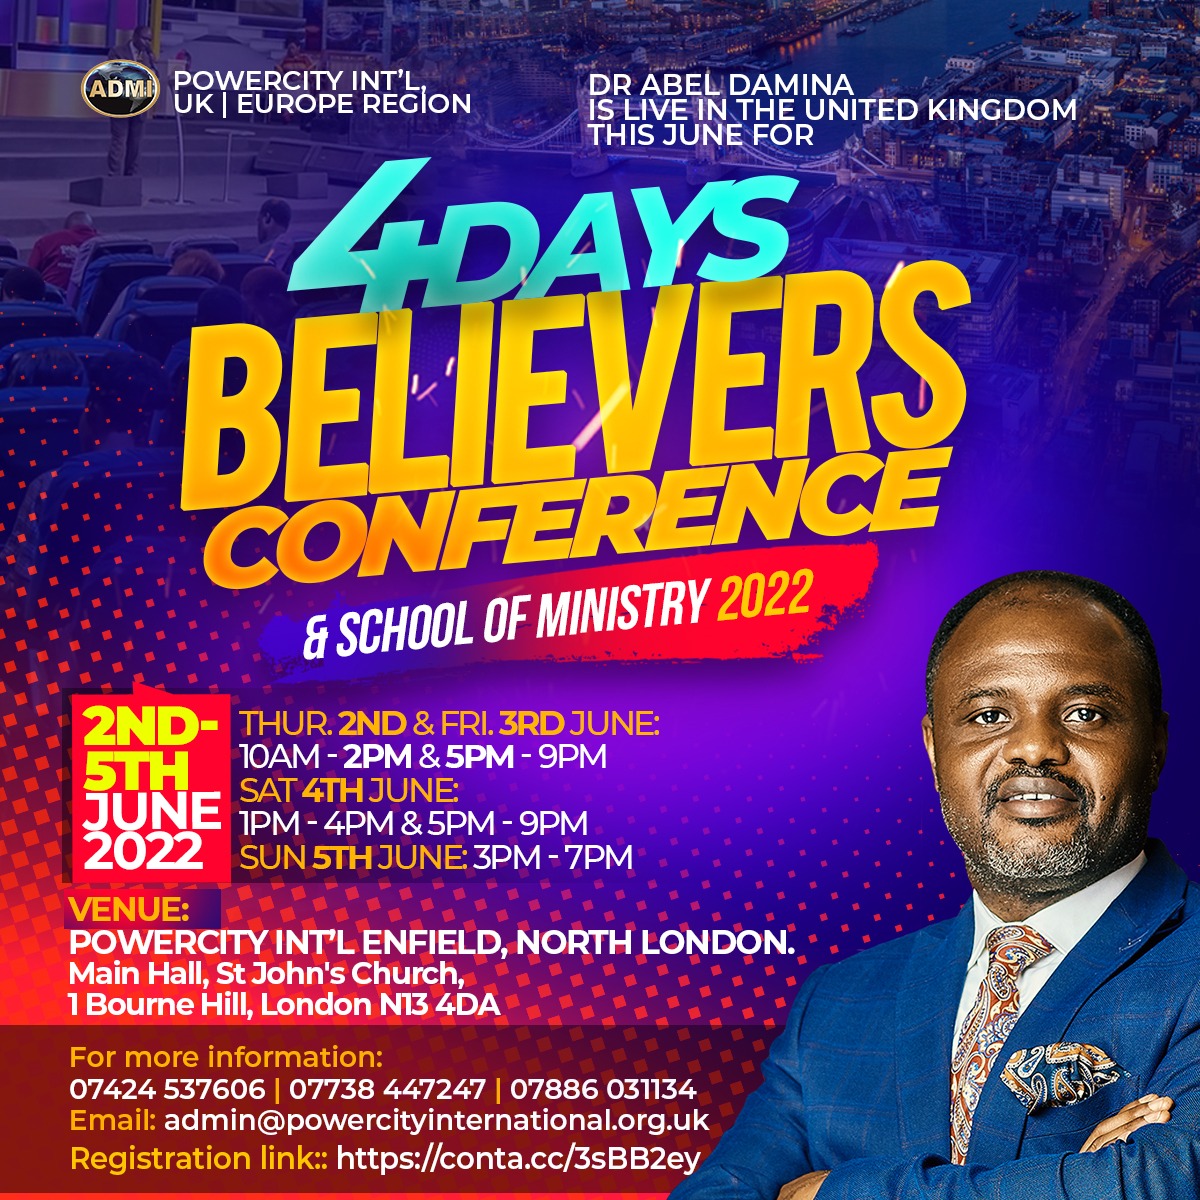 ADMI
POWERCITY INT'L,
UK | EUROPE REGION
DR ABEL DAMINA
IS LIVE IN THE UNITED KINGDOM
THIS JUNE FOR
4DAYS
BELIEVERS
CONFERENCE
& SCHOOL OF MINISTRY 2022
2ND-
5TH
JUNE
2022
THUR. 2ND & FRI. 3RD JUNE:
10AM - 2PM & 5PM - 9PM
SAT 4TH JUNE:
1PM - 4PM & 5PM - 9PM
SUN 5TH JUNE: 3PM - 7PM
VENUE:
POWERCITY INT'L ENFIELD, NORTH LONDON.
Main Hall, St John's Church,
1 Bourne Hill, London N13 4DA
For more information:
07424 537606 | 07738 447247 | 07886 031134
Email: admin@powercityinternational.org.uk
Registration link:: https://conta.cc/3sBB2ey